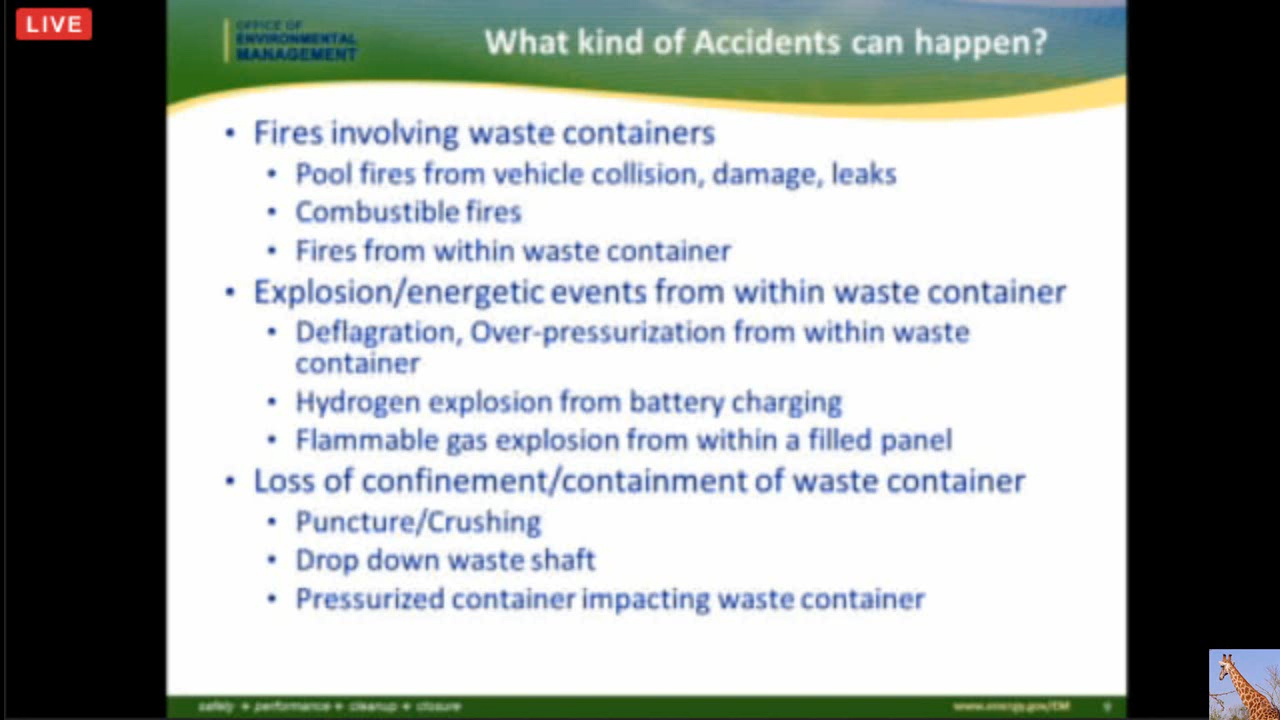 LIVE
OFFICE OF
ENVIRONMENTAL
MANAGEMENT
What kind of Accidents can happen?
• Fires involving waste containers
• Pool fires from vehicle collision, damage, leaks
• Combustible fires
• Fires from within waste container
• Explosion/energetic events from within waste container
• Deflagration, Over-pressurization from within waste
container
• Hydrogen explosion from battery charging
• Flammable gas explosion from within a filled panel
• Loss of confinement/containment of waste container
• Puncture/Crushing
• Drop down waste shaft
• Pressurized container impacting waste container
safety + performance + cleanup + closure
www.energy.gov/EM